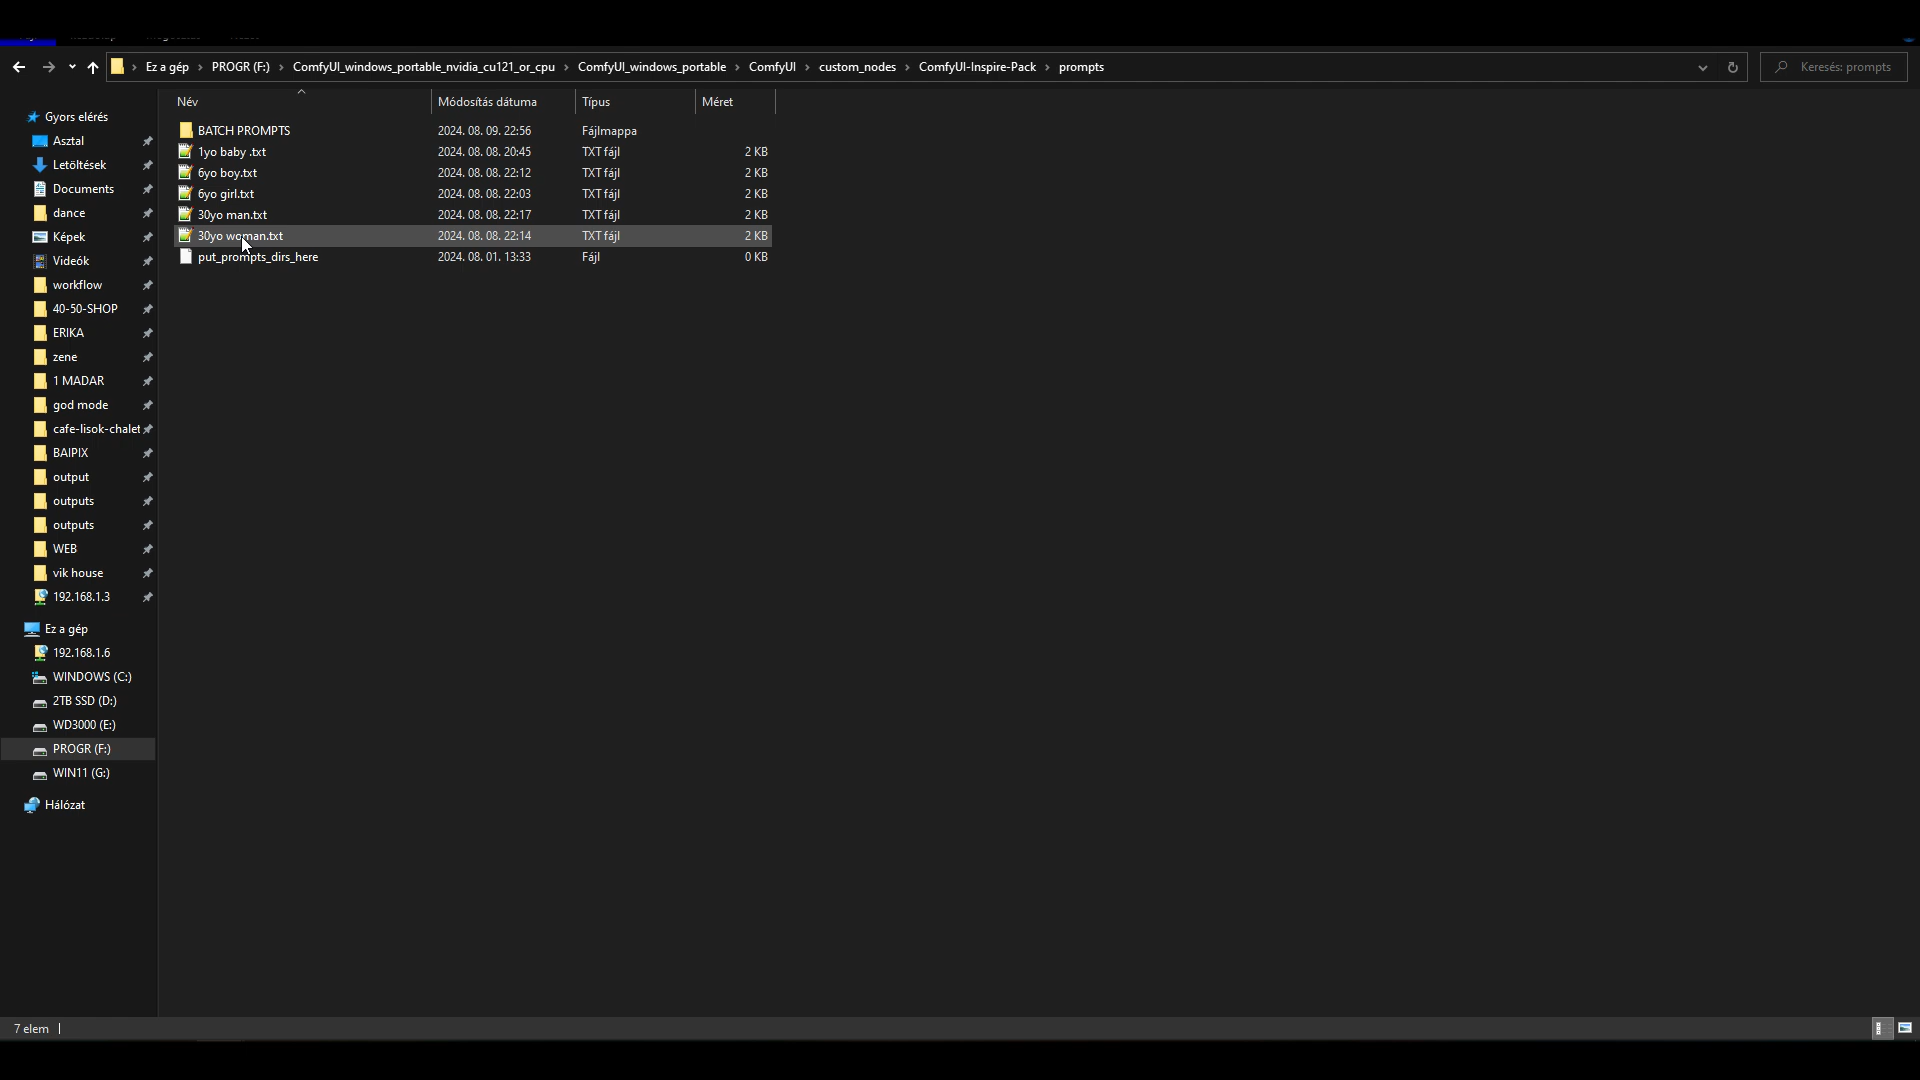 Ez a gép › PROGR (F:) › ComfyUI_windows_portable_nvidia_cu121_or_cpu › ComfyUI_windows_portable › ComfyUI › custom_nodes › ComfyUI-Inspire-Pack › prompts
Keresés: prompts
Név Módosítás dátuma Típus Méret
BATCH PROMPTS 2024. 08. 09. 22:56 Fájlmappa
1yo baby .txt 2024. 08. 08. 20:45 TXT fájl 2 KB
6yo boy.txt 2024. 08. 08. 22:12 TXT fájl 2 KB
6yo girl.txt 2024. 08. 08. 22:03 TXT fájl 2 KB
30yo man.txt 2024. 08. 08. 22:17 TXT fájl 2 KB
30yo woman.txt 2024. 08. 08. 22:14 TXT fájl 2 KB
put_prompts_dirs_here 2024. 08. 01. 13:33 Fájl 0 KB
Gyors elérés
Asztal
Letöltések
Documents
dance
Képek
Videók
workflow
40-50-SHOP
ERIKA
zene
1 MADAR
god mode
cafe-lisok-chalet
BAIPIX
output
outputs
outputs
WEB
vik house
192.168.1.3
Ez a gép
192.168.1.6
WINDOWS (C:)
2TB SSD (D:)
WD3000 (E:)
PROGR (F:)
WIN11 (G:)
Hálózat
7 elem